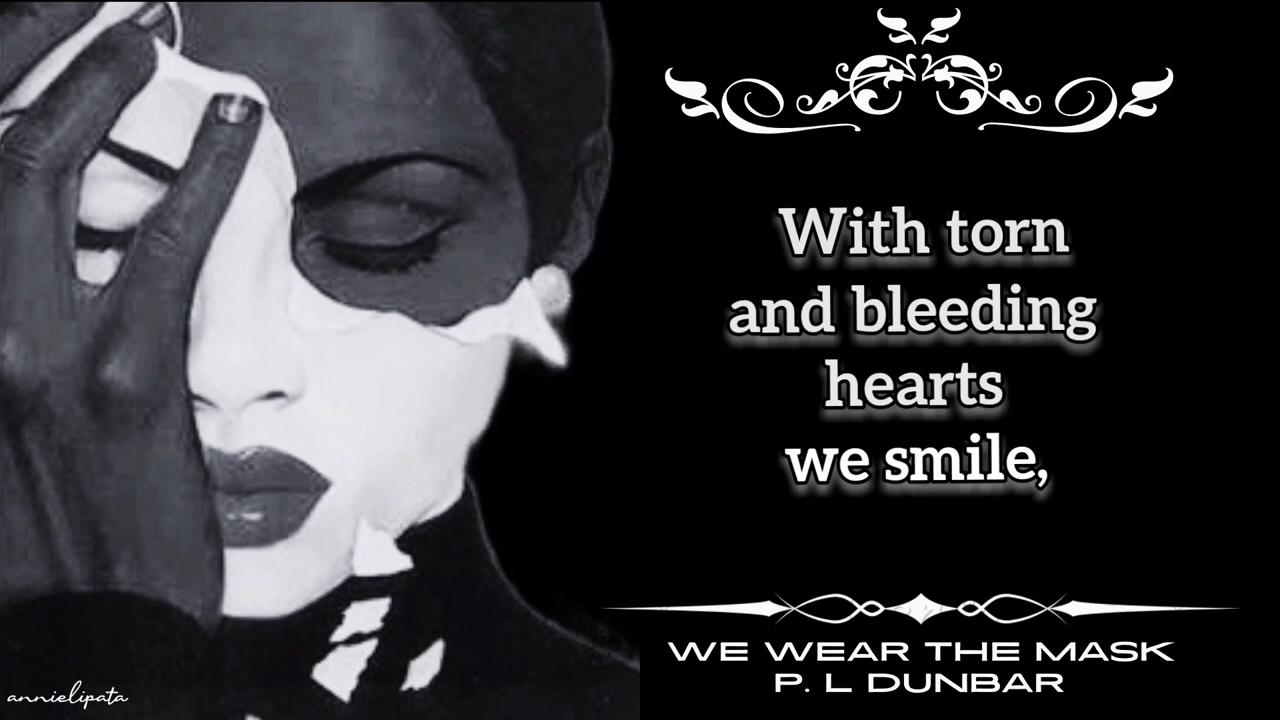 With torn
and bleeding
hearts
we smile,
WE WEAR THE MASK
P. L DUNBAR
annielipata